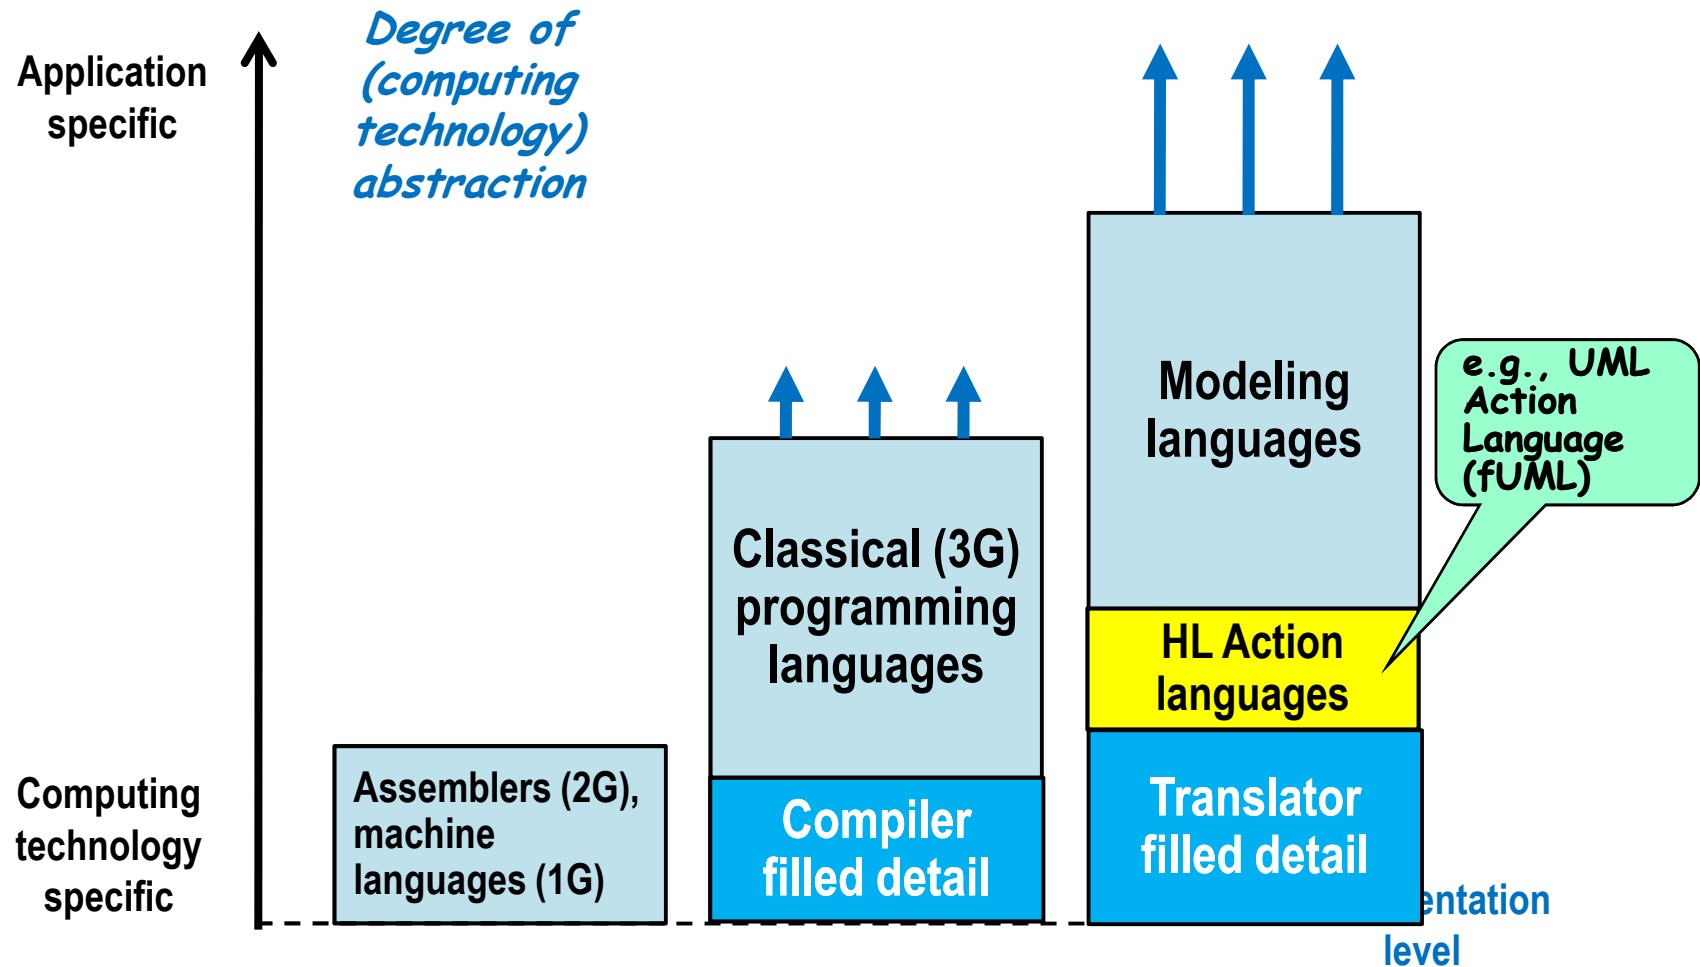 Application
specific
Degree of
(computing
technology)
abstraction
Modeling
languages
e.g., UML
Action
Language
(fUML)
Classical (3G)
programming
languages
HL Action
languages
Computing
technology
specific
Assemblers (2G),
machine
languages (1G)
Compiler
filled detail
Translator
filled detail
entation
level